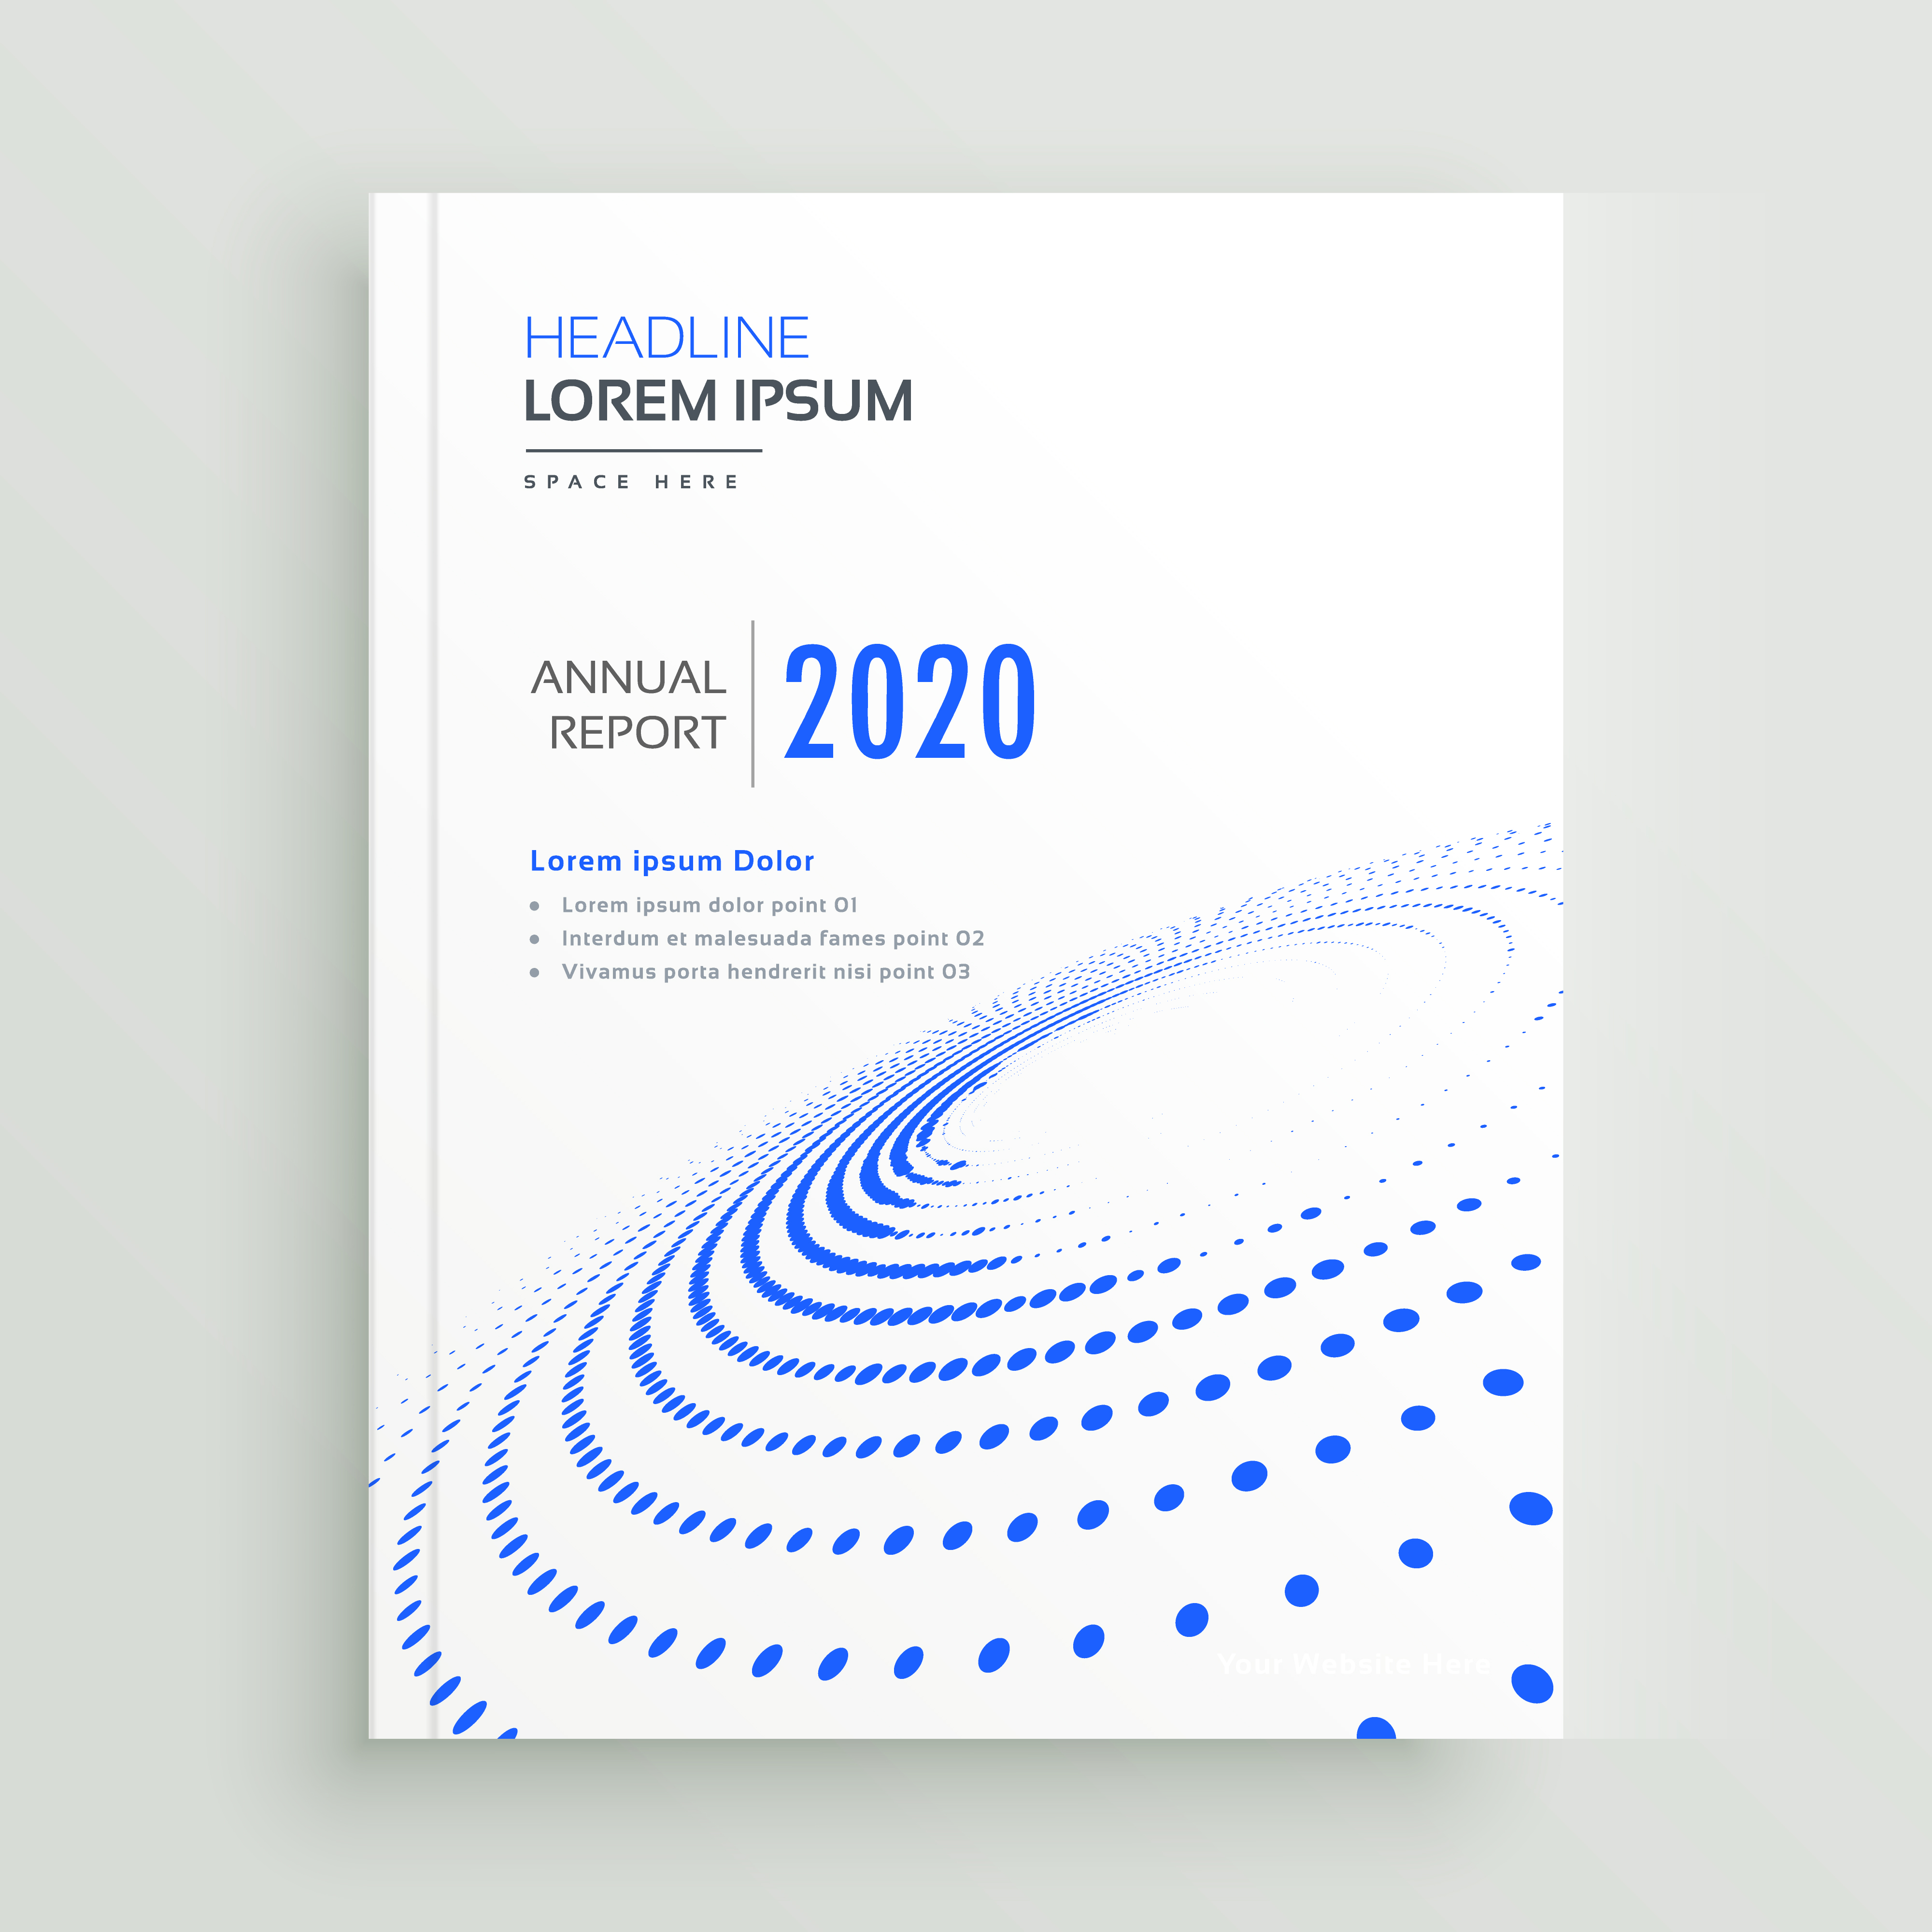 HEADLINE
LOREM IPSUM
SPACE HERE
ANNUAL
REPORT
2020
Lorem ipsum Dolor
• Lorem ipsum dolor point 01
• Interdum et malesuada fames point 02
• Vivamus porta hendrerit nisi point 03
Your Website Here